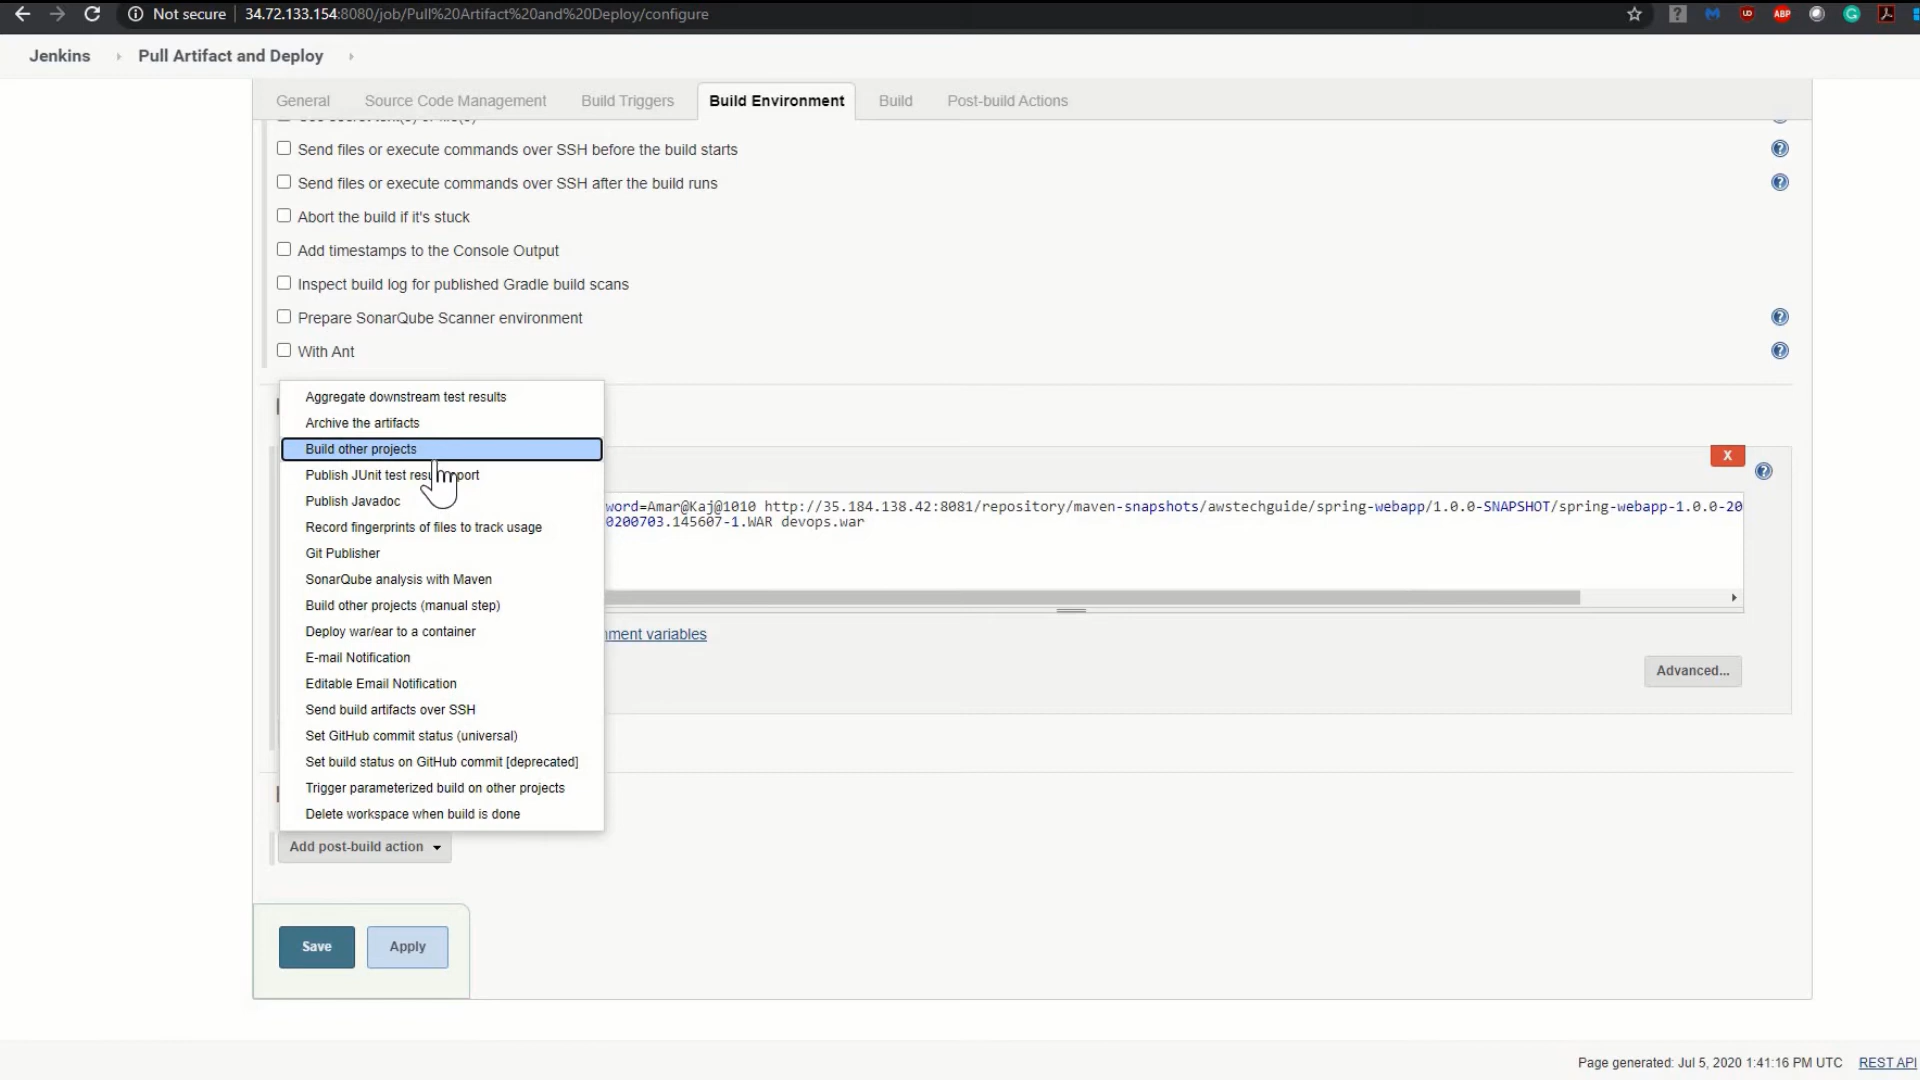 Not secure | 34.72.133.154:8080/job/Pull%20Artifact%20and%20Deploy/configure
UD
ABP
Jenkins
Pull Artifact and Deploy
General
Source Code Management
Build Triggers
Build Environment
Build
Post-build Actions
Send files or execute commands over SSH before the build starts
Send files or execute commands over SSH after the build runs
Abort the build if it's stuck
Add timestamps to the Console Output
Inspect build log for published Gradle build scans
Prepare SonarQube Scanner environment
With Ant
Aggregate downstream test results
Archive the artifacts
Build other projects
Publish JUnit test
Publish Javadoc
Record fingerprints of files to track usage
Git Publisher
SonarQube analysis with Maven
Build other projects (manual step)
Deploy war/ear to a container
E-mail Notification
Editable Email Notification
Send build artifacts over SSH
Set GitHub commit status (universal)
Set build status on GitHub commit [deprecated]
Trigger parameterized build on other projects
Delete workspace when build is done
X
word=Amar@Kaj@1010 http://35.184.138.42:8081/repository/maven-snapshots/awstechguide/spring-webapp/1.0.0-SNAPSHOT/spring-webapp-1.0.0-20
0200703.145607-1.WAR devops.war
nment variables
Advanced...
Add post-build action
Save
Apply
Page generated: Jul 5, 2020 1:41:16 PM UTC
REST API